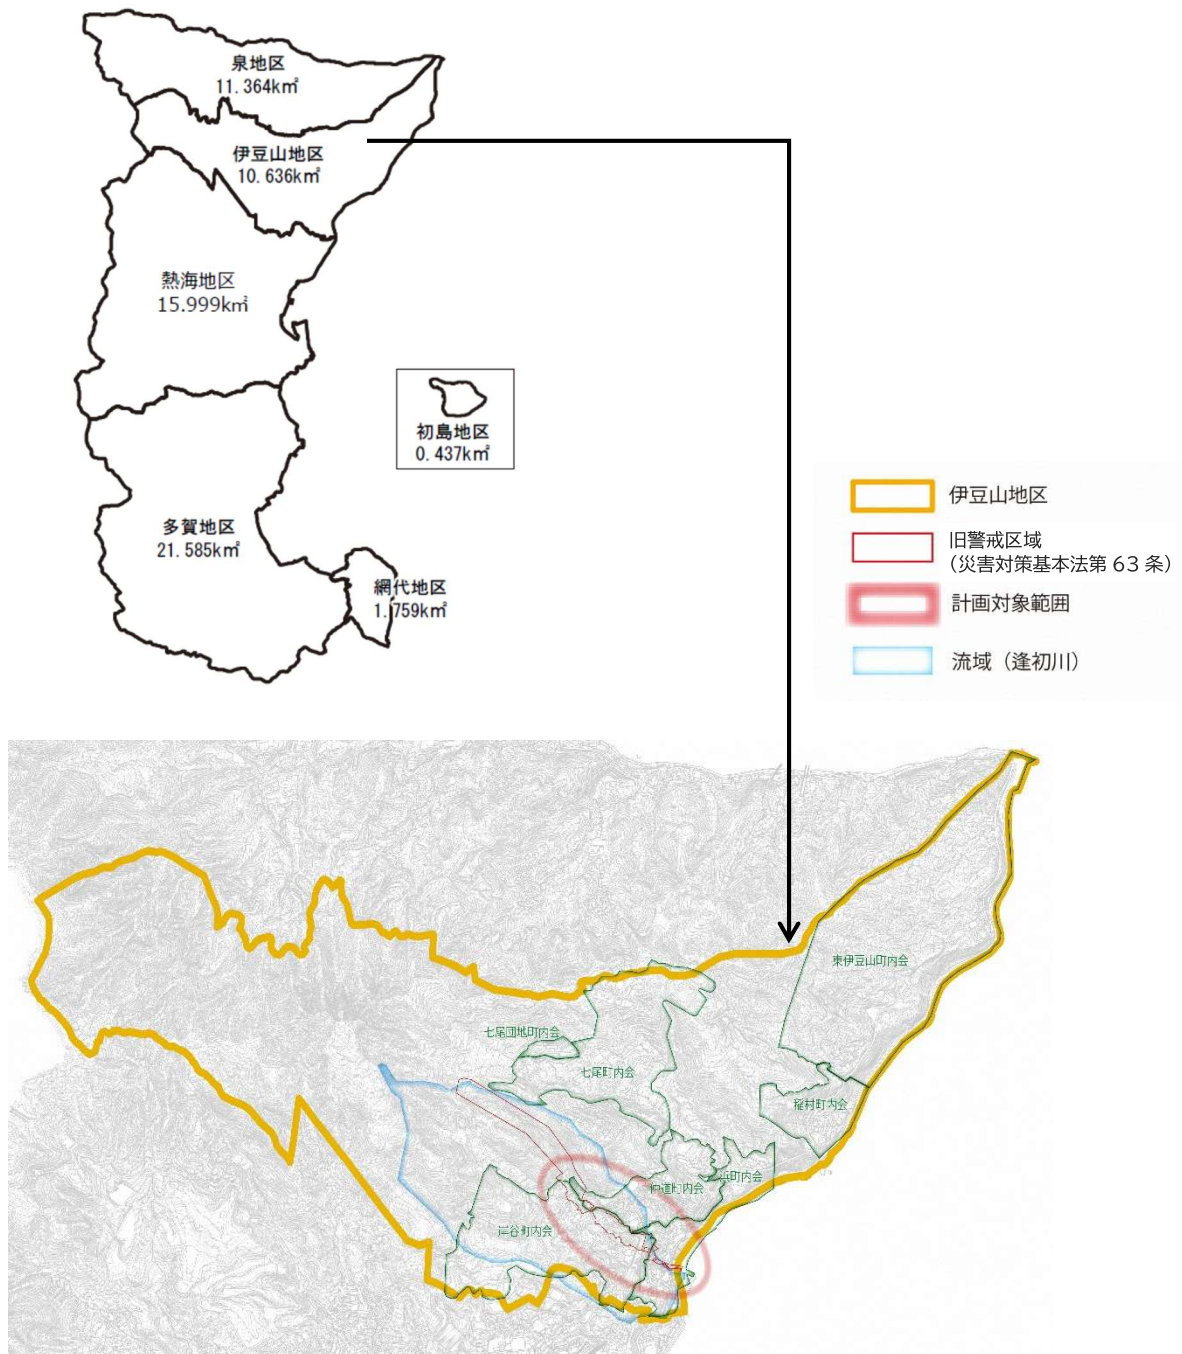 泉地区
11.364k㎡
伊豆山地区
10.636k㎡
熱海地区
15.999k㎡
初島地区
0.437k㎡
多賀地区
21.585k㎡
網代地区
1.759k㎡
伊豆山地区
旧警戒区域
（災害対策基本法第 63 条）
計画対象範囲
流域（逢初川）
東伊豆山町内会
七尾団地町内会
七尾町内会
稲村町内会
浜町内会
仲道町内会
岸谷町内会